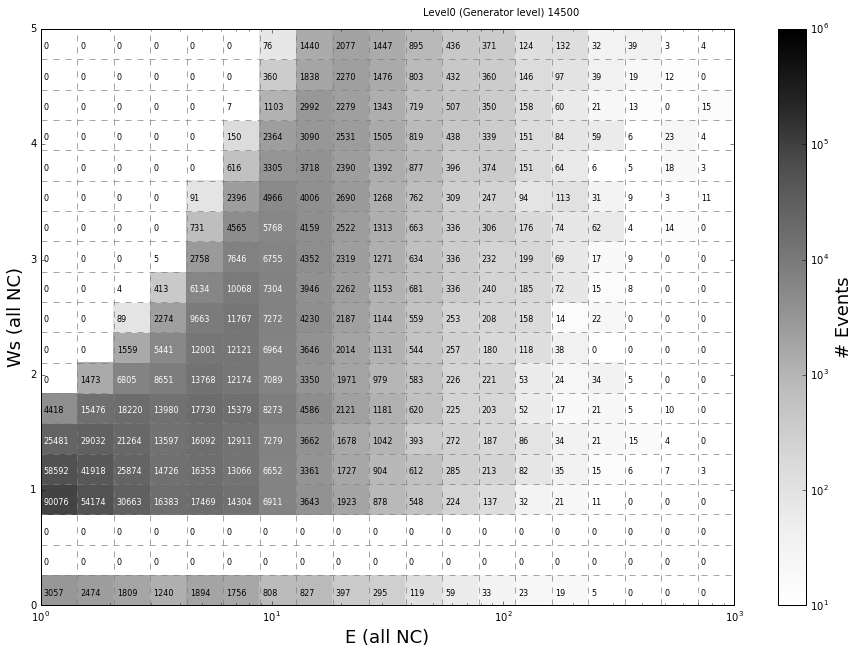 Level0 (Generator level) 14500
5
0 0 0 0 0 0 76 1440 2077 1447 895 436 371 124 132 32 39 3 4
0 0 0 0 0 0 360 1838 2270 1476 803 432 360 146 97 39 19 12 0
0 0 0 0 0 7 1103 2992 2279 1343 719 507 350 158 60 21 13 0 15
4
0 0 0 0 0 150 2364 3090 2531 1505 819 438 339 151 84 59 6 23 4
0 0 0 0 0 616 3305 3718 2390 1392 877 396 374 151 64 6 5 18 3
0 0 0 0 91 2396 4966 4006 2690 1268 762 309 247 94 113 31 9 3 11
0 0 0 0 731 4565 5768 4159 2522 1313 663 336 306 176 74 62 4 14 0
3
0 0 0 5 2758 7646 6755 4352 2319 1271 634 336 232 199 69 17 9 0 0
0 0 4 413 6134 10068 7304 3946 2262 1153 681 336 240 185 72 15 8 0 0
0 0 89 2274 9663 11767 7272 4230 2187 1144 559 253 208 158 14 22 0 0 0
0 0 1559 5441 12001 12121 6964 3646 2014 1131 544 257 180 118 38 0 0 0 0
2
0 1473 6805 8651 13768 12174 7089 3350 1971 979 583 226 221 53 24 34 5 0 0
4418 15476 18220 13980 17730 15379 8273 4586 2121 1181 620 225 203 52 17 21 5 10 0
25481 29032 21264 13597 16092 12911 7279 3662 1678 1042 393 272 187 86 34 21 15 4 0
58592 41918 25874 14726 16353 13066 6652 3361 1727 904 612 285 213 82 35 15 6 7 3
1
90076 54174 30663 16383 17469 14304 6911 3643 1923 878 548 224 137 32 21 11 0 0 0
0 0 0 0 0 0 0 0 0 0 0 0 0 0 0 0 0 0 0
0 0 0 0 0 0 0 0 0 0 0 0 0 0 0 0 0 0 0
3057 2474 1809 1240 1894 1756 808 827 397 295 119 59 33 23 19 5 0 0 0
0
10⁰ 10¹ 10² 10³
E (all NC)
Ws (all NC)
10⁶
10⁵
10⁴
10³
10²
10¹
# Events